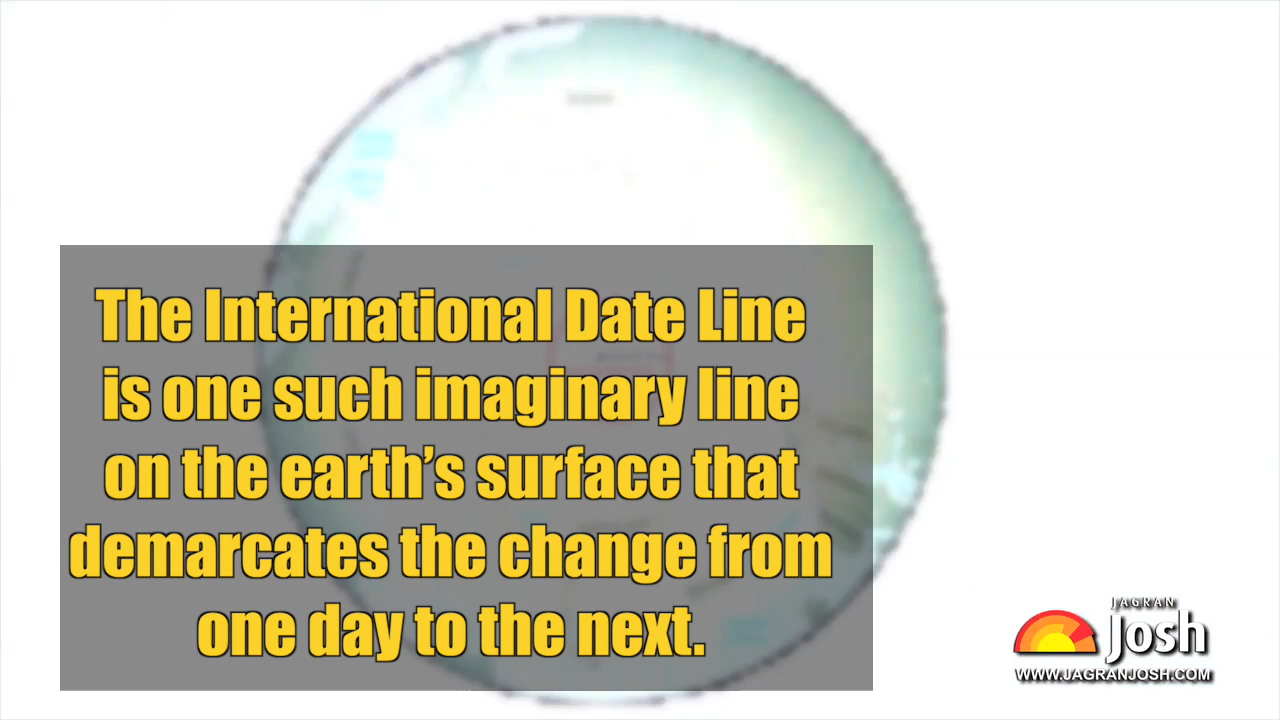 The International Date Line
is one such imaginary line
on the earth’s surface that
demarcates the change from
one day to the next.
JAGRAN
Josh
WWW.JAGRANJOSH.COM